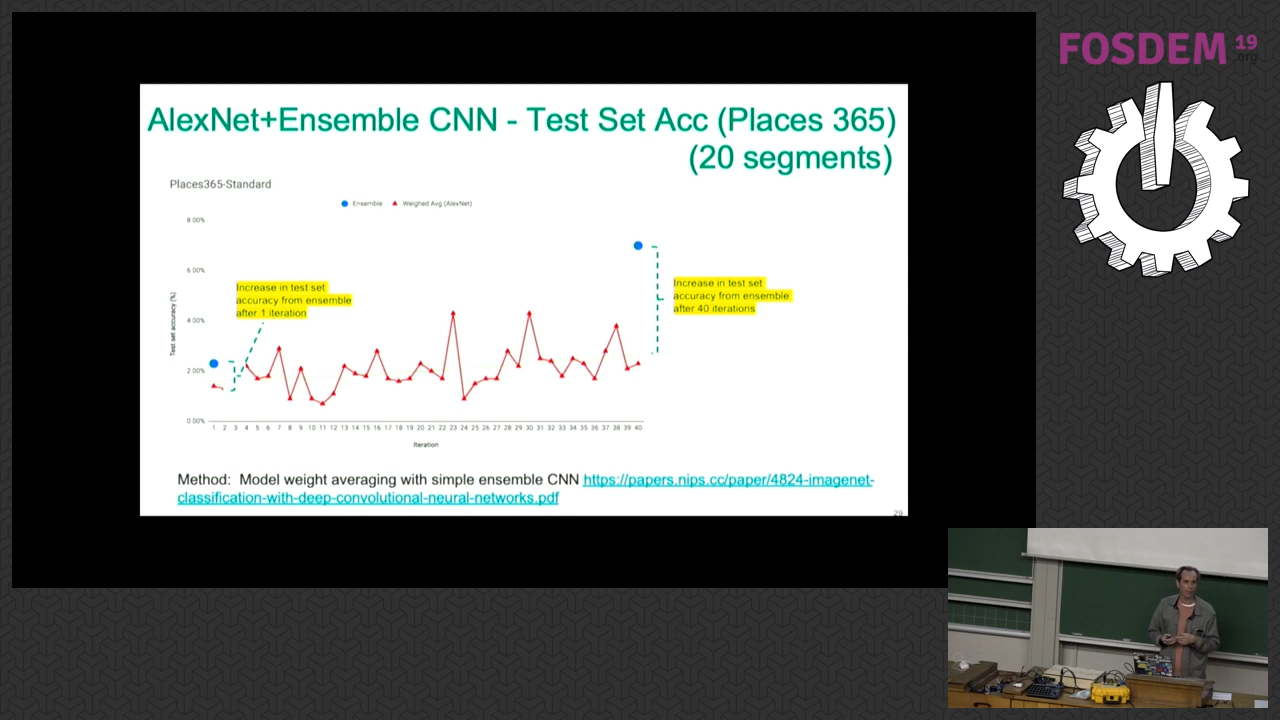 FOSDEM 19
.org
AlexNet+Ensemble CNN - Test Set Acc (Places 365)
(20 segments)
Places365-Standard
Ensemble Weighed Avg (AlexNet)
8.00%
6.00%
4.00%
2.00%
0.00%
Test set accuracy (%)
Increase in test set
accuracy from ensemble
after 1 iteration
Increase in test set
accuracy from ensemble
after 40 iterations
1 2 3 4 5 6 7 8 9 10 11 12 13 14 15 16 17 18 19 20 21 22 23 24 25 26 27 28 29 30 31 32 33 34 35 36 37 38 39 40
Iteration
Method: Model weight averaging with simple ensemble CNN https://papers.nips.cc/paper/4824-imagenet-
classification-with-deep-convolutional-neural-networks.pdf
29